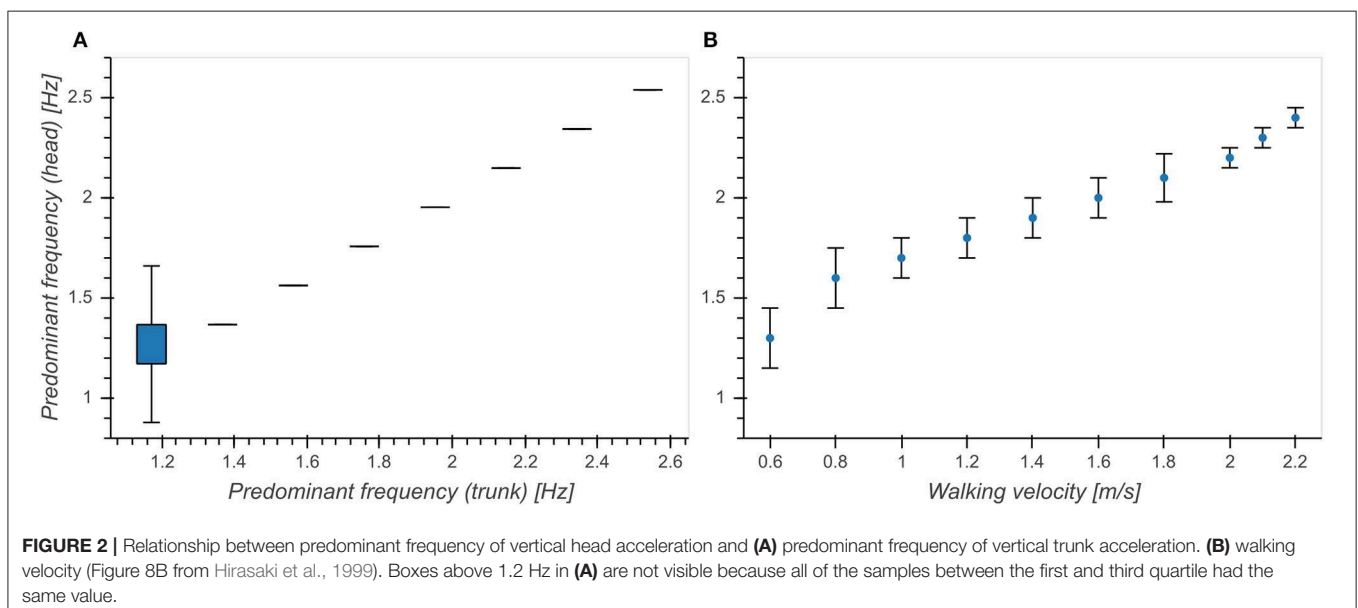 A
B
Predominant frequency (head) [Hz]
2.5
2
1.5
1
1.2 1.4 1.6 1.8 2 2.2 2.4 2.6
Predominant frequency (trunk) [Hz]
2.5
2
1.5
1
0.6 0.8 1 1.2 1.4 1.6 1.8 2 2.2
Walking velocity [m/s]
FIGURE 2 | Relationship between predominant frequency of vertical head acceleration and (A) predominant frequency of vertical trunk acceleration. (B) walking
velocity (Figure 8B from Hirasaki et al., 1999). Boxes above 1.2 Hz in (A) are not visible because all of the samples between the first and third quartile had the
same value.